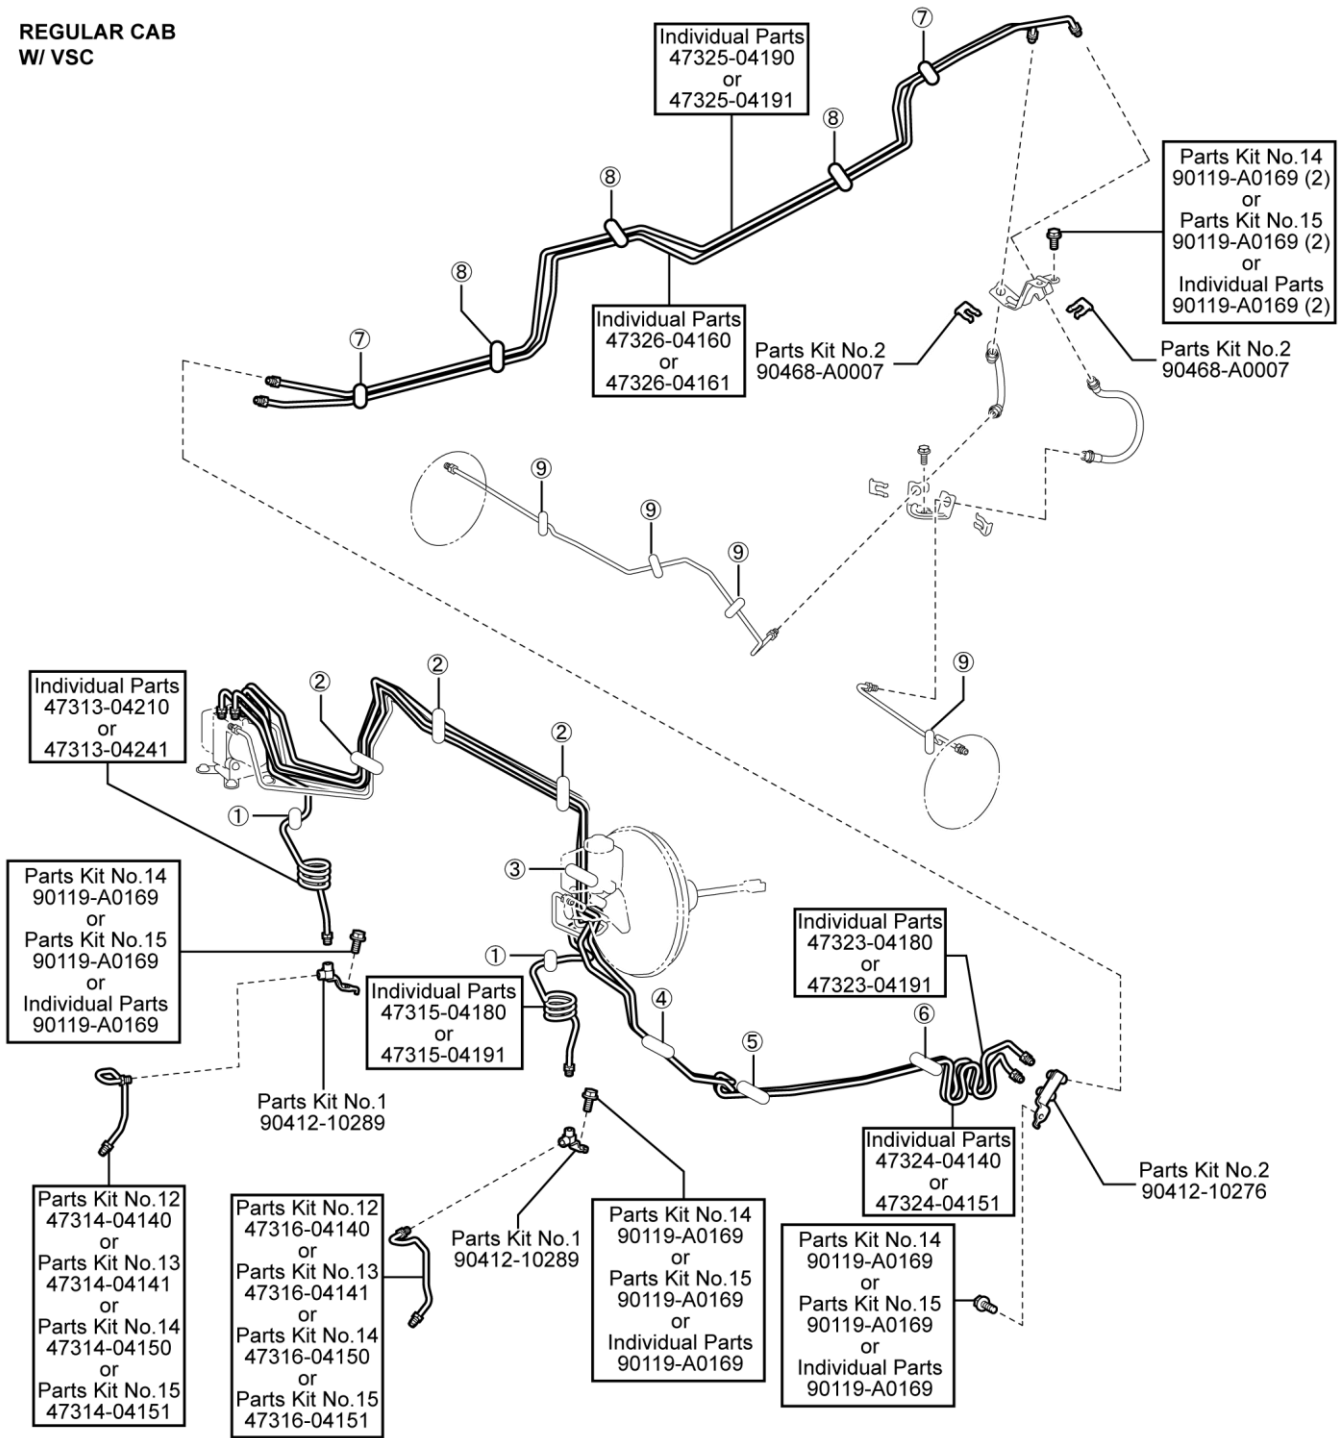 REGULAR CAB
W/ VSC
⑦
Individual Parts
47325-04190
or
47325-04191
⑧
⑧
⑧
⑦
Individual Parts
47326-04160
or
47326-04161
Parts Kit No.14
90119-A0169 (2)
or
Parts Kit No.15
90119-A0169 (2)
or
Individual Parts
90119-A0169 (2)
Parts Kit No.2
90468-A0007
Parts Kit No.2
90468-A0007
⑨
⑨
⑨
⑨
Individual Parts
47313-04210
or
47313-04241
②
②
②
①
③
Parts Kit No.14
90119-A0169
or
Parts Kit No.15
90119-A0169
or
Individual Parts
90119-A0169
①
Individual Parts
47315-04180
or
47315-04191
Individual Parts
47323-04180
or
47323-04191
④
⑤
⑥
Parts Kit No.1
90412-10289
Individual Parts
47324-04140
or
47324-04151
Parts Kit No.2
90412-10276
Parts Kit No.12
47314-04140
or
Parts Kit No.13
47314-04141
or
Parts Kit No.14
47314-04150
or
Parts Kit No.15
47314-04151
Parts Kit No.12
47316-04140
or
Parts Kit No.13
47316-04141
or
Parts Kit No.14
47316-04150
or
Parts Kit No.15
47316-04151
Parts Kit No.1
90412-10289
Parts Kit No.14
90119-A0169
or
Parts Kit No.15
90119-A0169
or
Individual Parts
90119-A0169
Parts Kit No.14
90119-A0169
or
Parts Kit No.15
90119-A0169
or
Individual Parts
90119-A0169